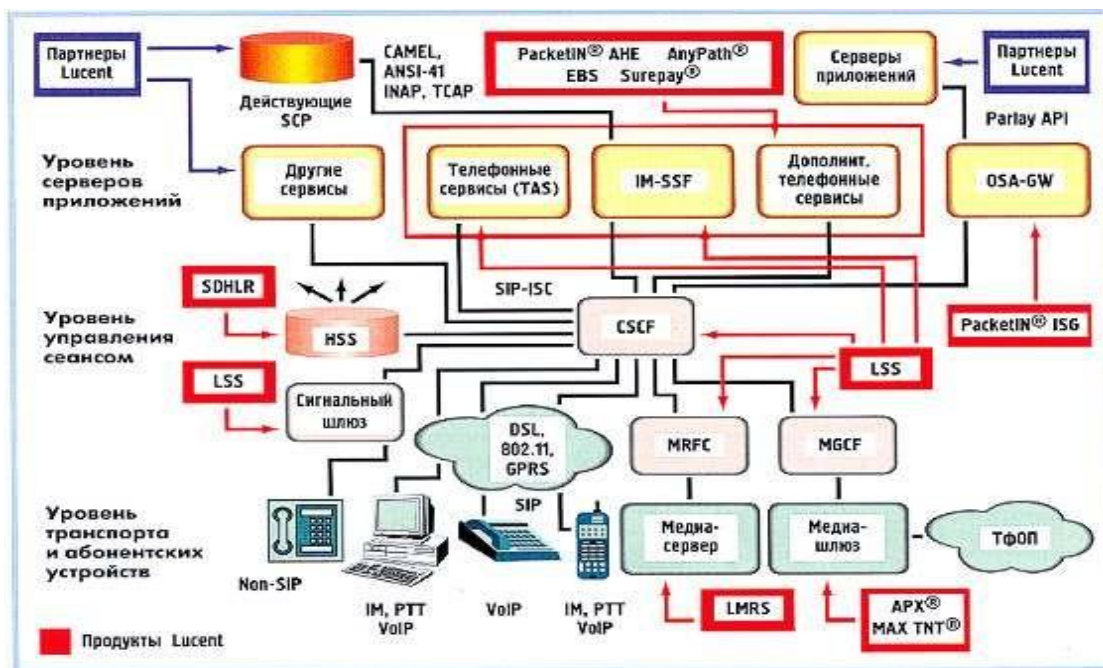 Партнеры
Lucent
Действующие
SCP
CAMEL,
ANSI-41
INAP, TCAP
PacketIN® AHE AnyPath®
EBS Surepay®
Серверы
приложений
Партнеры
Lucent
Parlay API
Уровень
серверов
приложений
Другие
сервисы
Телефонные
сервисы (TAS)
IM-SSF
Дополнит.
телефонные
сервисы
OSA-GW
SDHLR
SIP-ISC
Уровень
управления
сеансом
HSS
CSCF
PacketIN® ISG
LSS
LSS
Сигнальный
шлюз
DSL,
802.11,
GPRS
MRFC
MGCF
SIP
Уровень
транспорта
и абонентских
устройств
Медиа-
сервер
Медиа-
шлюз
ТфОП
Non-SIP
IM, PTT
VoIP
VoIP
IM, PTT
VoIP
LMRS
APX®
MAX TNT®
Продукты Lucent